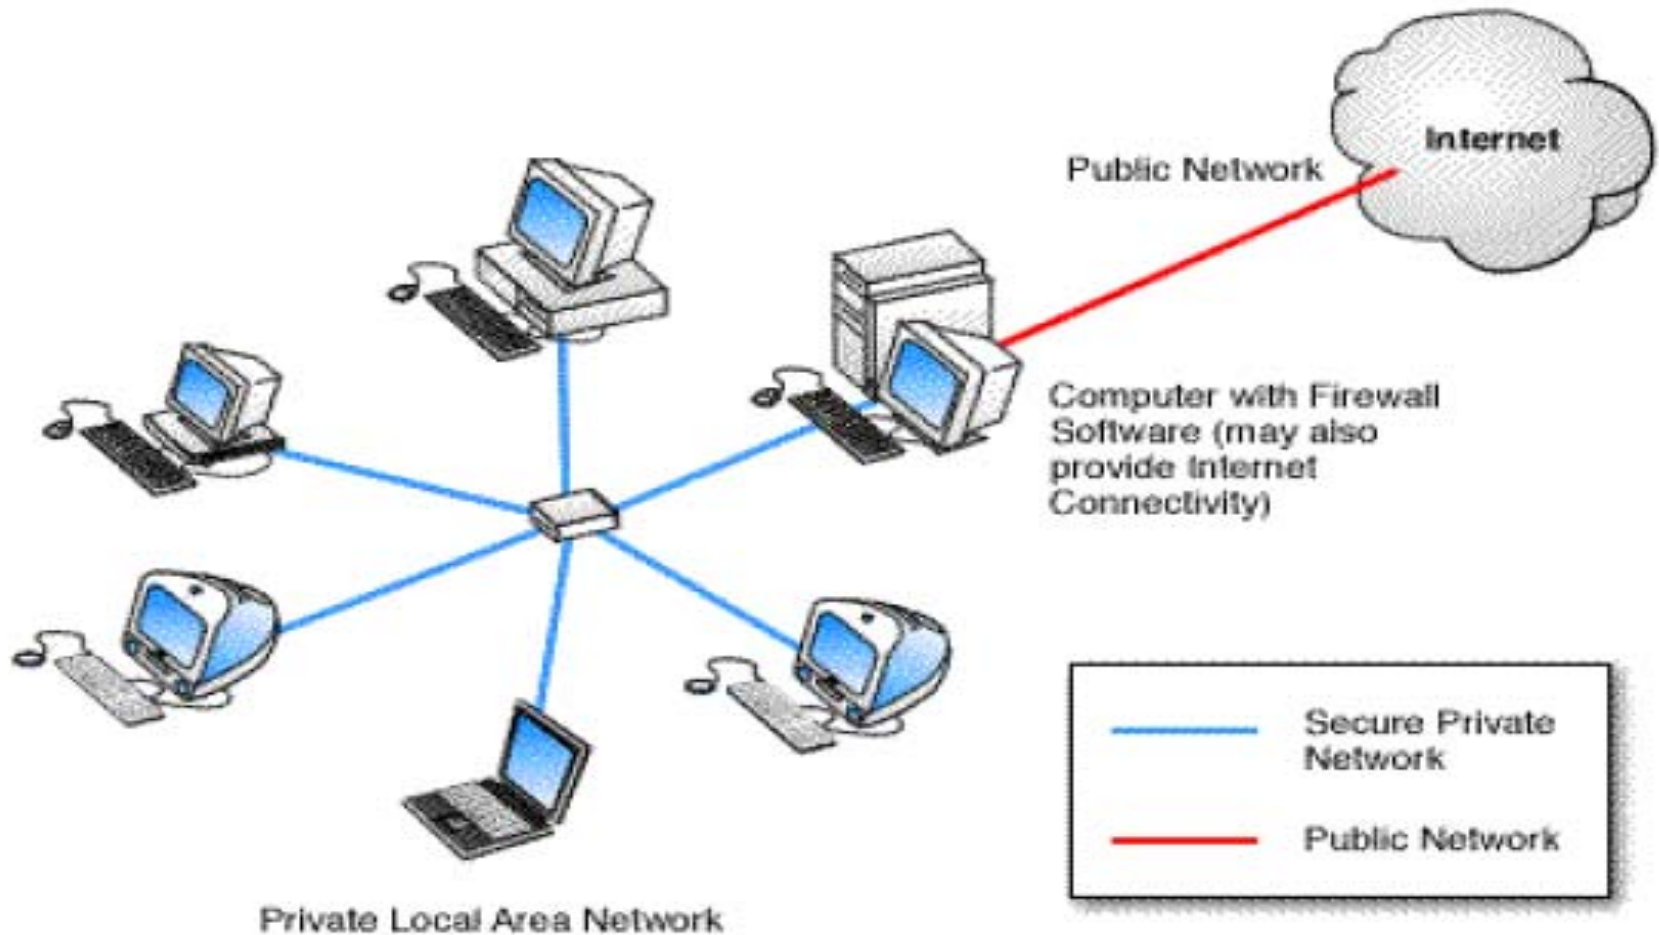 Internet
Public Network
Computer with Firewall
Software (may also
provide Internet
Connectivity)
Secure Private
Network
Public Network
Private Local Area Network